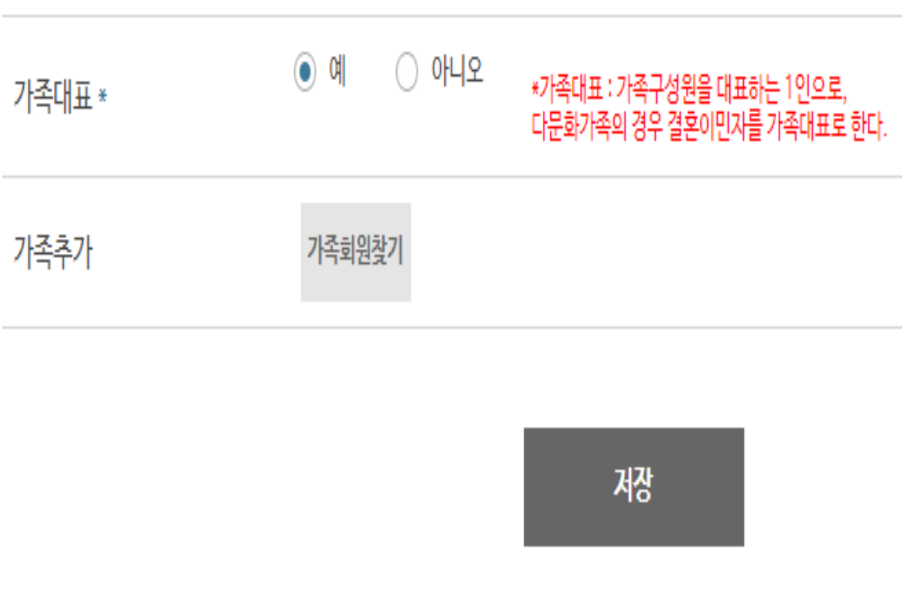 가족대표 *
예
아니오
*가족대표 : 가족구성원을 대표하는 1인으로,
다문화가족의 경우 결혼이민자를 가족대표로 한다.
가족추가
가족회원찾기
저장